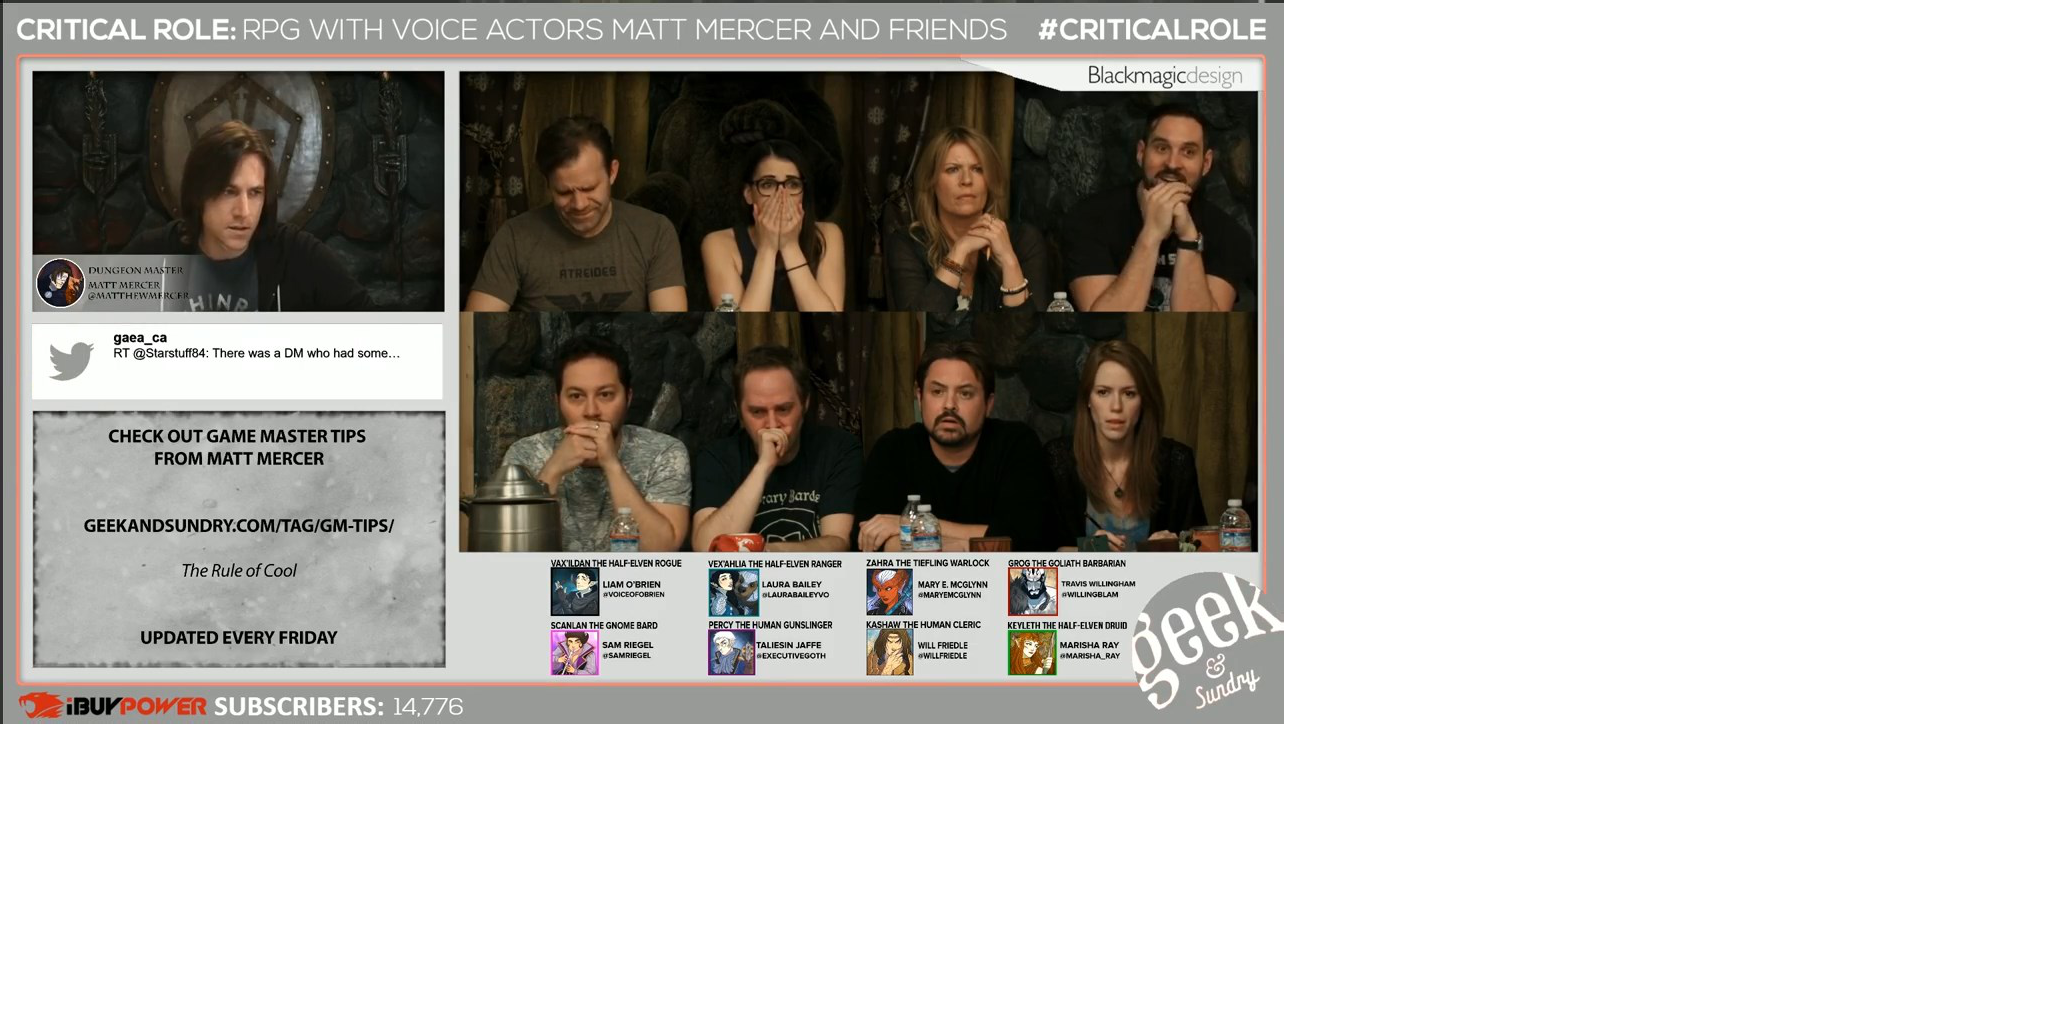 CRITICAL ROLE: RPG WITH VOICE ACTORS MATT MERCER AND FRIENDS
#CRITICALROLE
Blackmagicdesign
DUNGEON MASTER
MATT MERCER
@MATTHEWMERCER
HINR
ATREIDES
gaea_ca
RT @Starstuff84: There was a DM who had some…
CHECK OUT GAME MASTER TIPS
FROM MATT MERCER
GEEKANDSUNDRY.COM/TAG/GM-TIPS/
The Rule of Cool
UPDATED EVERY FRIDAY
VAX'ILDAN THE HALF-ELVEN ROGUE
LIAM O'BRIEN
@VOICEOFOBRIEN
VEX'AHLIA THE HALF-ELVEN RANGER
LAURA BAILEY
@LAURABAILEYVO
ZAHRA THE TIEFLING WARLOCK
MARY E. MCGLYNN
@MARYEMCGLYNN
GROG THE GOLIATH BARBARIAN
TRAVIS WILLINGHAM
@WILLINGBLAM
SCANLAN THE GNOME BARD
SAM RIEGEL
@SAMRIEGEL
PERCY THE HUMAN GUNSLINGER
TALIESIN JAFFE
@EXECUTIVEGOTH
KASHAW THE HUMAN CLERIC
WILL FRIEDLE
@WILLFRIEDLE
KEYLETH THE HALF-ELVEN DRUID
MARISHA RAY
@MARISHA_RAY
geek
&
Sundry
iBUYPOWER SUBSCRIBERS: 14,776